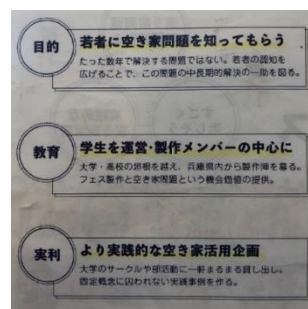 目的
若者に空き家問題を知ってもらう
たった数年で解決する問題ではない。若者の認知を
広げることで、この問題の中長期的解決の一助を図る。
教育
学生を運営・製作メンバーの中心に
大学・高校の垣根を越え、兵庫県内から製作陣を募る。
フェス製作と空き家問題という機会価値の提供。
実利
より実践的な空き家活用企画
大学のサークルや部活動に一軒まるまる貸し出し。
固定概念に囚われない実践事例を作る。